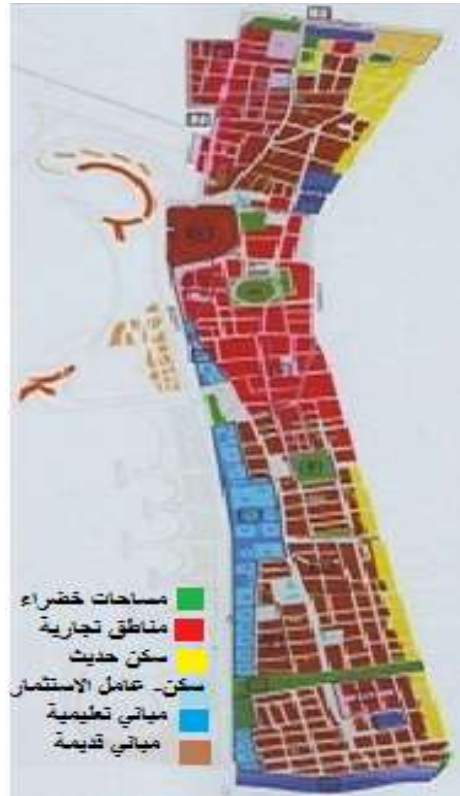 مساحات خضراء
مناطق تجارية
سكن حديث
سكن- عامل الاستثمار
مباني تعليمية
مباني قديمة